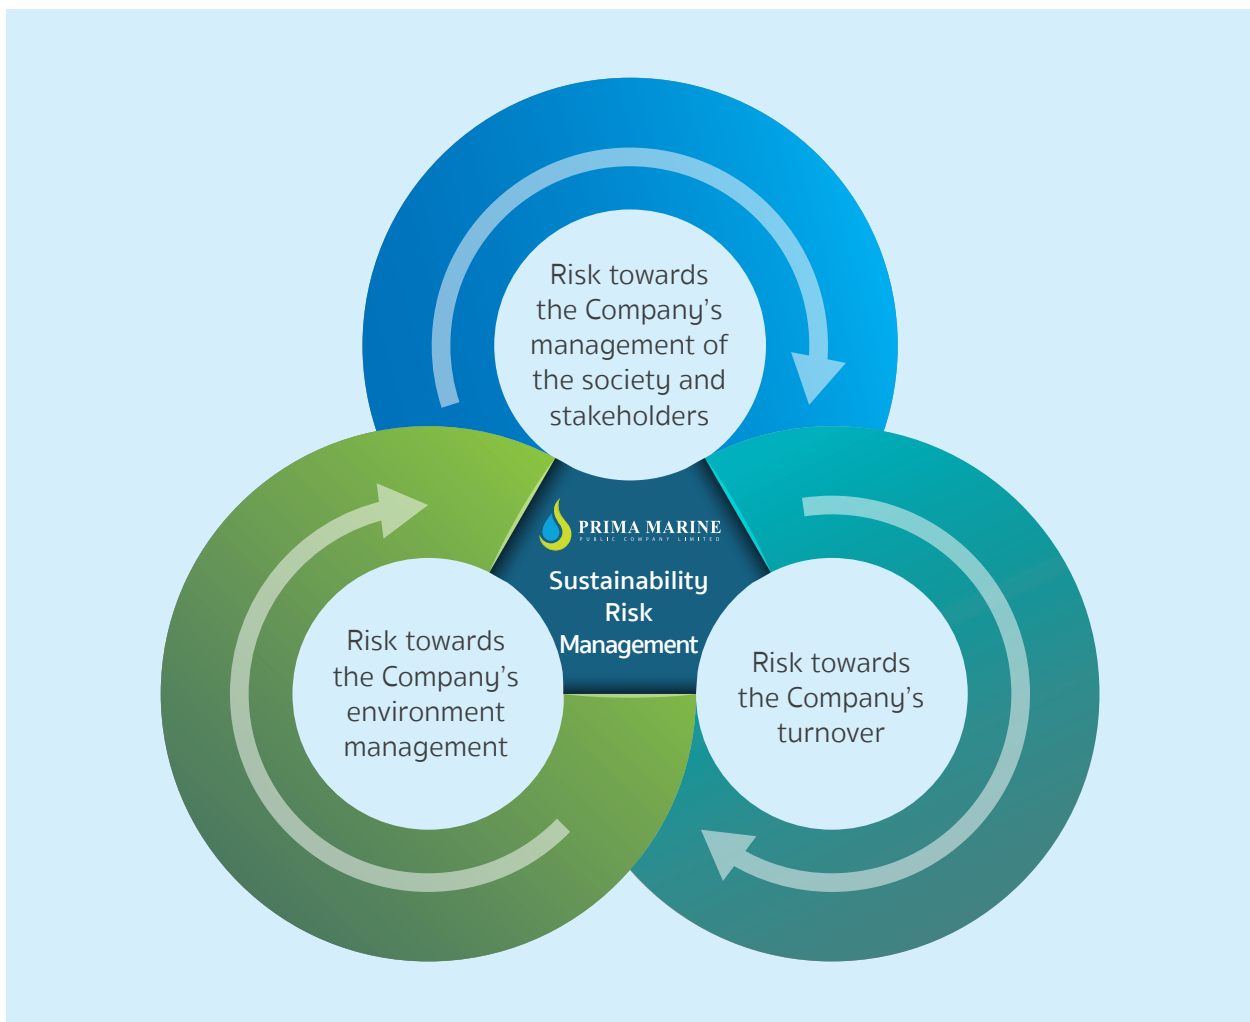 Risk towards
the Company's
management of
the society and
stakeholders
PRIMA MARINE
PUBLIC COMPANY LIMITED
Sustainability
Risk
Management
Risk towards
the Company's
environment
management
Risk towards
the Company's
turnover